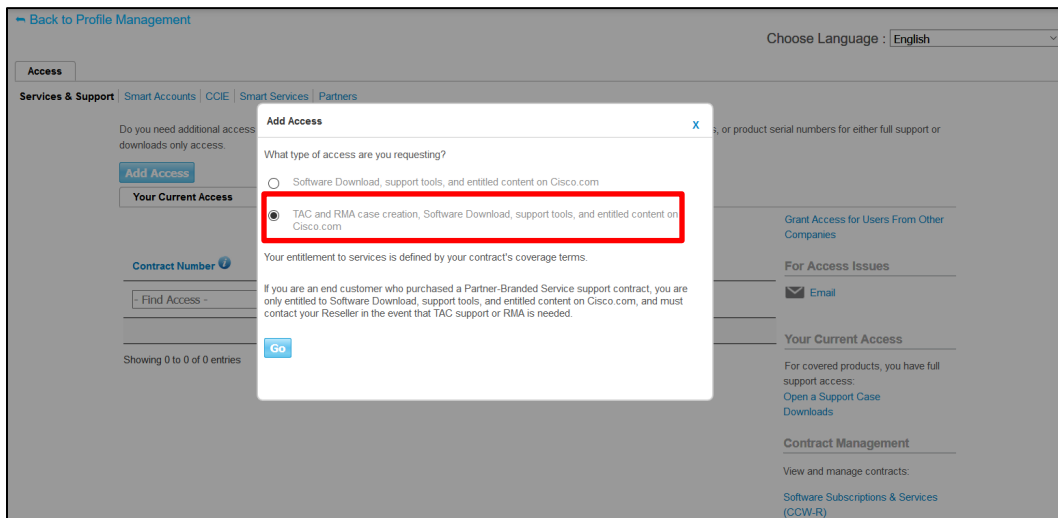 Back to Profile Management
Choose Language : English
Access
Services & Support Smart Accounts CCIE Smart Services Partners
Do you need additional access
s, or product serial numbers for either full support or
downloads only access.
Add Access
Your Current Access
Add Access
X
What type of access are you requesting?
Software Download, support tools, and entitled content on Cisco.com
TAC and RMA case creation, Software Download, support tools, and entitled content on
Cisco.com
Your entitlement to services is defined by your contract's coverage terms.
If you are an end customer who purchased a Partner-Branded Service support contract, you are
only entitled to Software Download, support tools, and entitled content on Cisco.com, and must
contact your Reseller in the event that TAC support or RMA is needed.
Go
Contract Number i
- Find Access -
Showing 0 to 0 of 0 entries
Grant Access for Users From Other
Companies
For Access Issues
Email
Your Current Access
For covered products, you have full
support access:
Open a Support Case
Downloads
Contract Management
View and manage contracts:
Software Subscriptions & Services
(CCW-R)